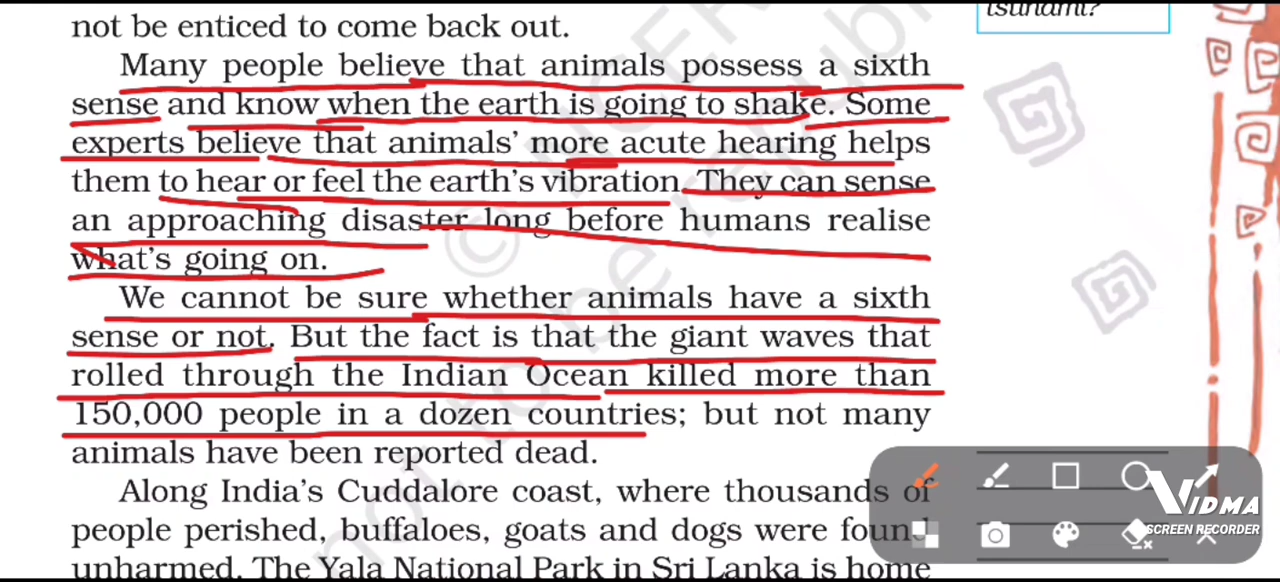 not be enticed to come back out.
tsunami?
Many people believe that animals possess a sixth
sense and know when the earth is going to shake. Some
experts believe that animals' more acute hearing helps
them to hear or feel the earth's vibration. They can sense
an approaching disaster long before humans realise
what's going on.
We cannot be sure whether animals have a sixth
sense or not. But the fact is that the giant waves that
rolled through the Indian Ocean killed more than
150,000 people in a dozen countries; but not many
animals have been reported dead.
Along India's Cuddalore coast, where thousands of
people perished, buffaloes, goats and dogs were found
unharmed. The Yala National Park in Sri Lanka is home
VIDMA
SCREEN RECORDER